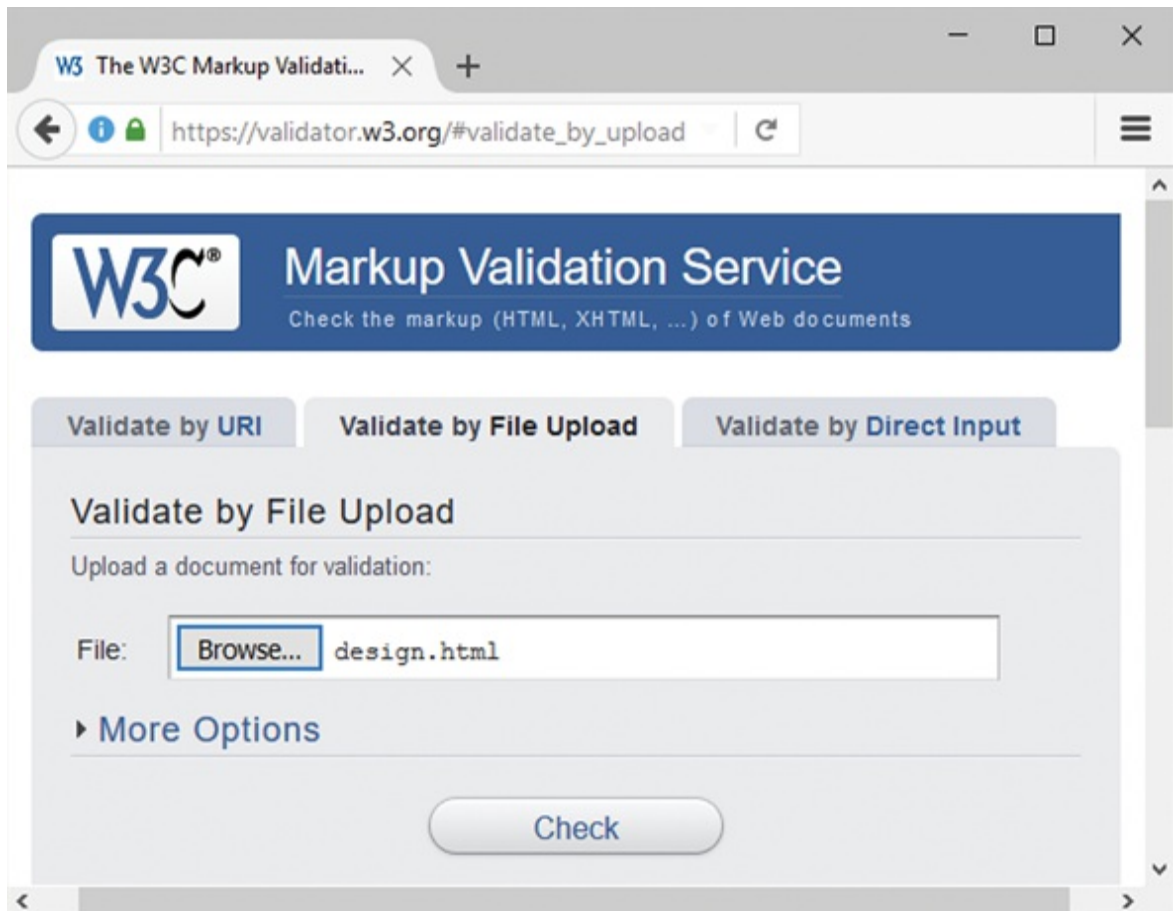 W3 The W3C Markup Validati...
https://validator.w3.org/#validate_by_upload
W3C® Markup Validation Service
Check the markup (HTML, XHTML, ...) of Web documents
Validate by URI Validate by File Upload Validate by Direct Input
Validate by File Upload
Upload a document for validation:
File: Browse... design.html
More Options
Check